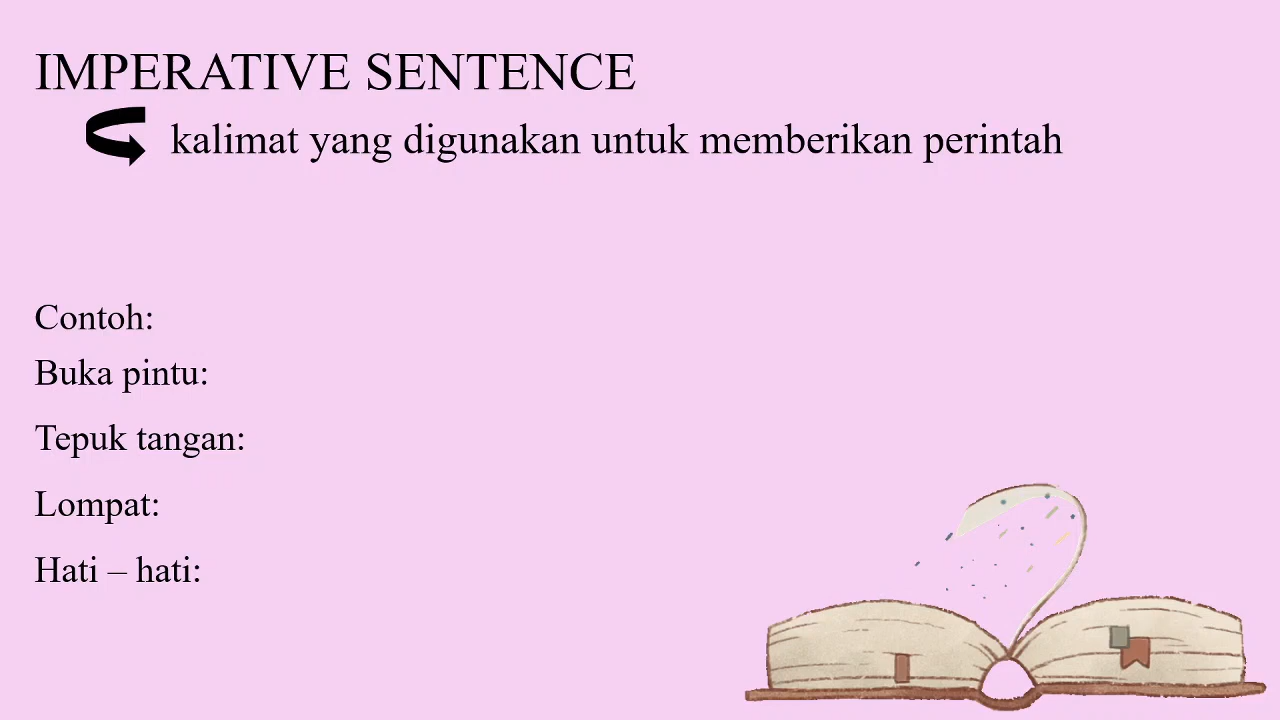 IMPERATIVE SENTENCE
kalimat yang digunakan untuk memberikan perintah
Contoh:
Buka pintu:
Tepuk tangan:
Lompat:
Hati – hati: